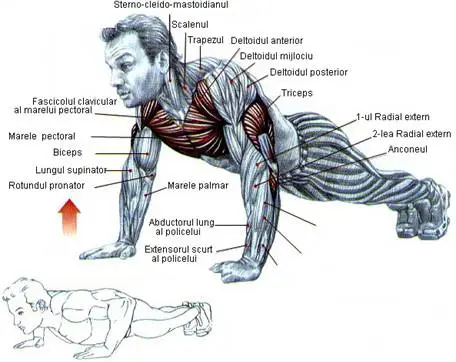 Sterno-cleido-mastoidianul
Scalenul
Trapezul
Deltoidul anterior
Deltoidul mijlociu
Deltoidul posterior
Triceps
Fascicolul clavicular
al marelui pectoral
Marele pectoral
Biceps
Lungul supinator
Rotundul pronator
Marele palmar
1-ul Radial extern
2-lea Radial extern
Anconeul
Abductorul lung
al policelui
Extensorul scurt
al policelui